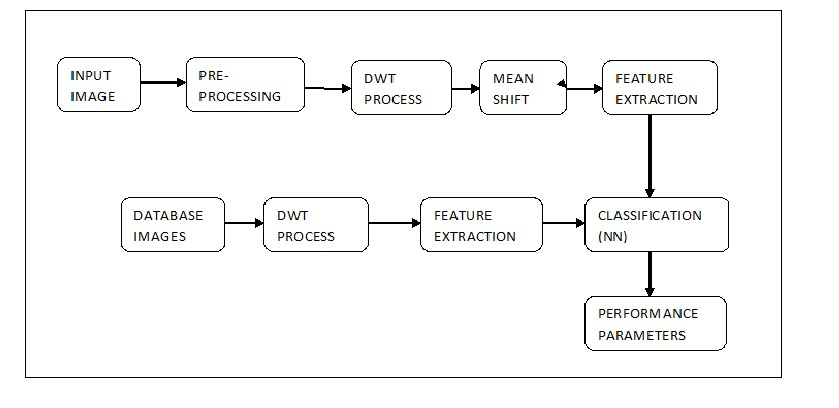 INPUT
IMAGE
PRE-
PROCESSING
DWT
PROCESS
MEAN
SHIFT
FEATURE
EXTRACTION
DATABASE
IMAGES
DWT
PROCESS
FEATURE
EXTRACTION
CLASSIFICATION
(NN)
PERFORMANCE
PARAMETERS